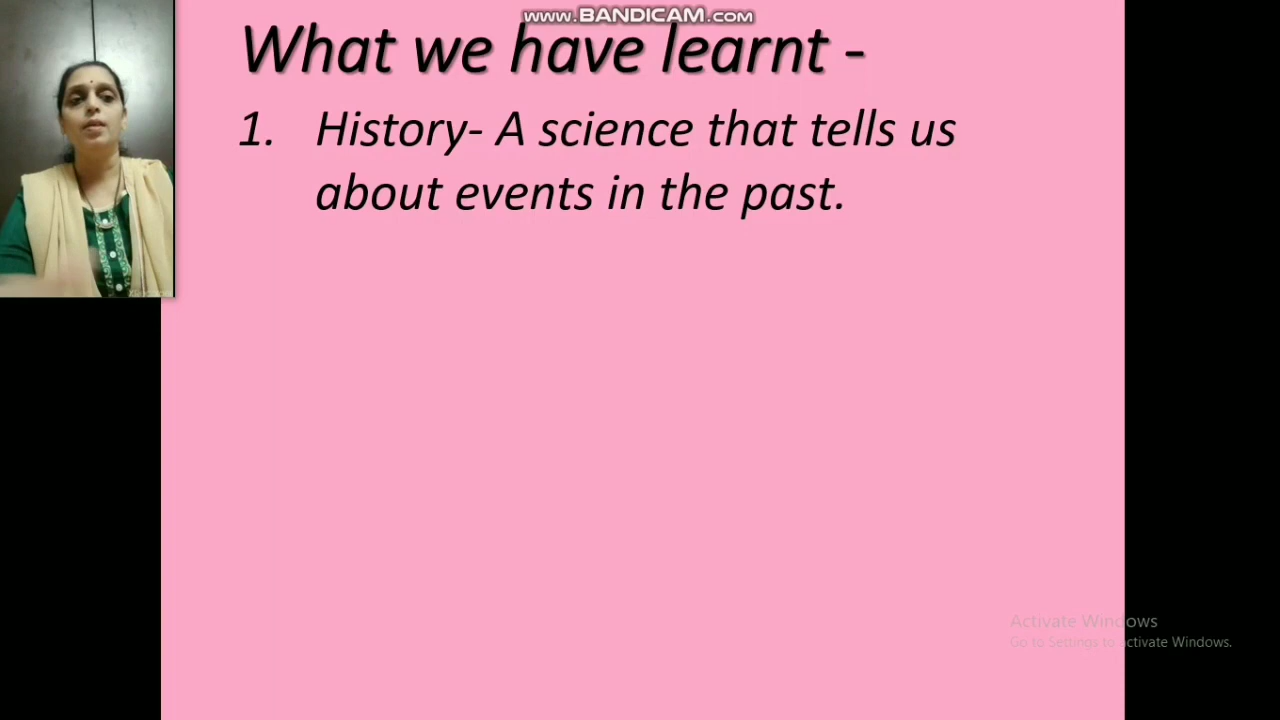 www.BANDICAM.com
What we have learnt -
1. History- A science that tells us
about events in the past.
Activate Windows
Go to Settings to activate Windows.